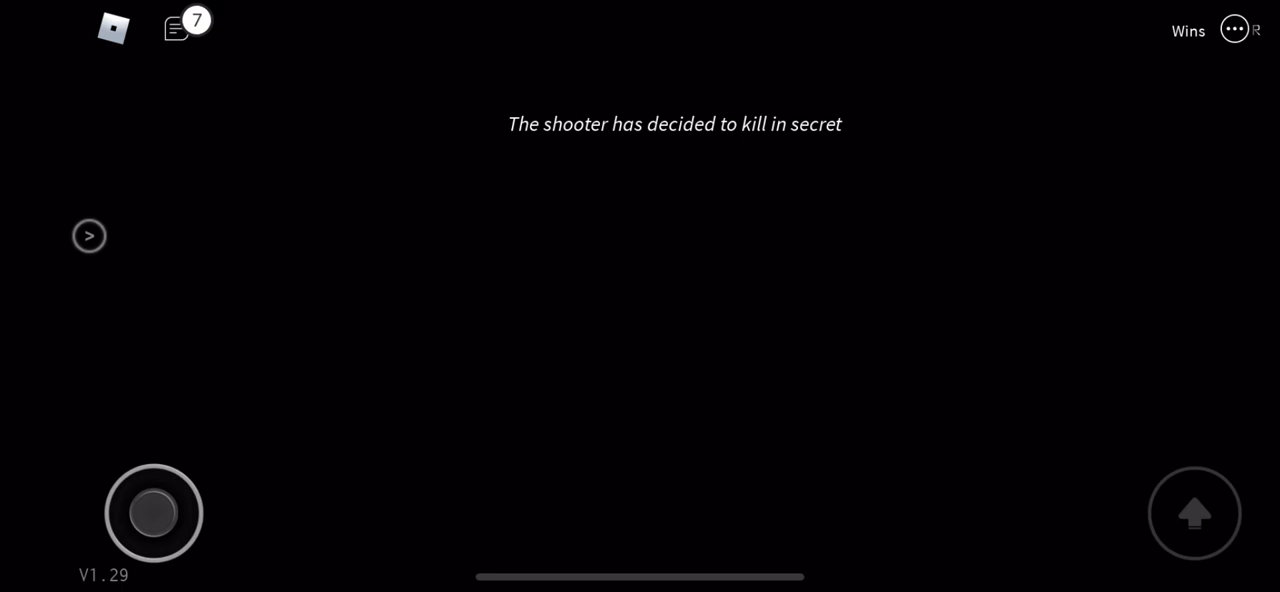 7
Wins
R
The shooter has decided to kill in secret
>
V1.29